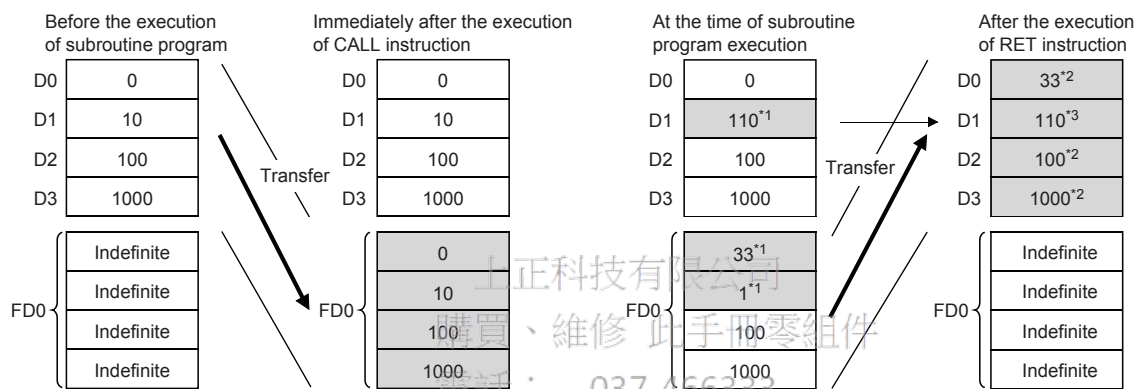 Before the execution
of subroutine program
Immediately after the execution
of CALL instruction
At the time of subroutine
program execution
After the execution
of RET instruction
D0 0 D0 0 D0 0 D0 33*2
D1 10 D1 10 D1 110*1 D1 110*3
D2 100 D2 100 D2 100 D2 100*2
Transfer Transfer
D3 1000 D3 1000 D3 1000 D3 1000*2
Indefinite 0 33*1 Indefinite
上正科技有限公司
Indefinite 10 1*1 Indefinite
FD0 FD0 FD0 FD0
Indefinite 100 100 Indefinite
購買、維修 此手冊零組件
Indefinite 1000 1000 Indefinite
電話： 037-466333